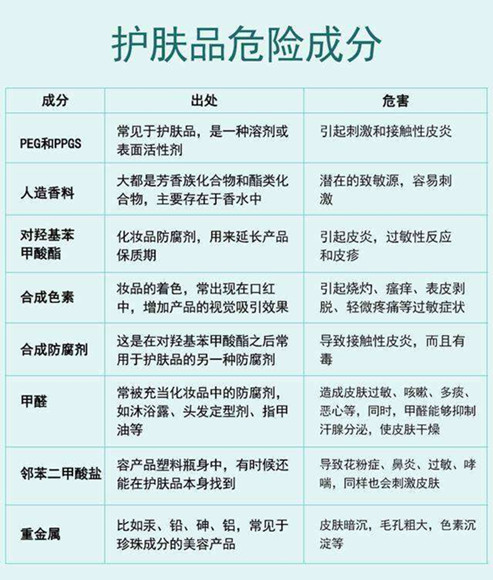 护肤品危险成分
成分 出处 危害
PEG和PPGS
常见于护肤品，是一种溶剂或
表面活性剂
引起刺激和接触性皮炎
人造香料
大都是芳香族化合物和酯类化
合物，主要存在于香水中
潜在的致敏源，容易刺
激
对羟基苯
甲酸酯
化妆品防腐剂，用来延长产品
保质期
引起皮炎，过敏性反应
和皮疹
合成色素
妆品的着色，常出现在口红
中，增加产品的视觉吸引效果
引起烧灼、瘙痒、表皮剥
脱、轻微疼痛等过敏症状
合成防腐剂
这是在对羟基苯甲酸酯之后常
用于护肤品的另一种防腐剂
导致接触性皮炎，而且有
毒
甲醛
常被充当化妆品中的防腐剂，
如沐浴露、头发定型剂、指甲
油等
造成皮肤过敏、咳嗽、多痰、
恶心等，同时，甲醛能够抑制
汗腺分泌，使皮肤干燥
邻苯二甲酸盐
容产品塑料瓶身中，有时候还
能在护肤品本身找到
导致花粉症、鼻炎、过敏、哮
喘，同样也会刺激皮肤
重金属
比如汞、铅、砷、铝，常见于
珍珠成分的美容产品
皮肤暗沉，毛孔粗大，色素沉
淀等